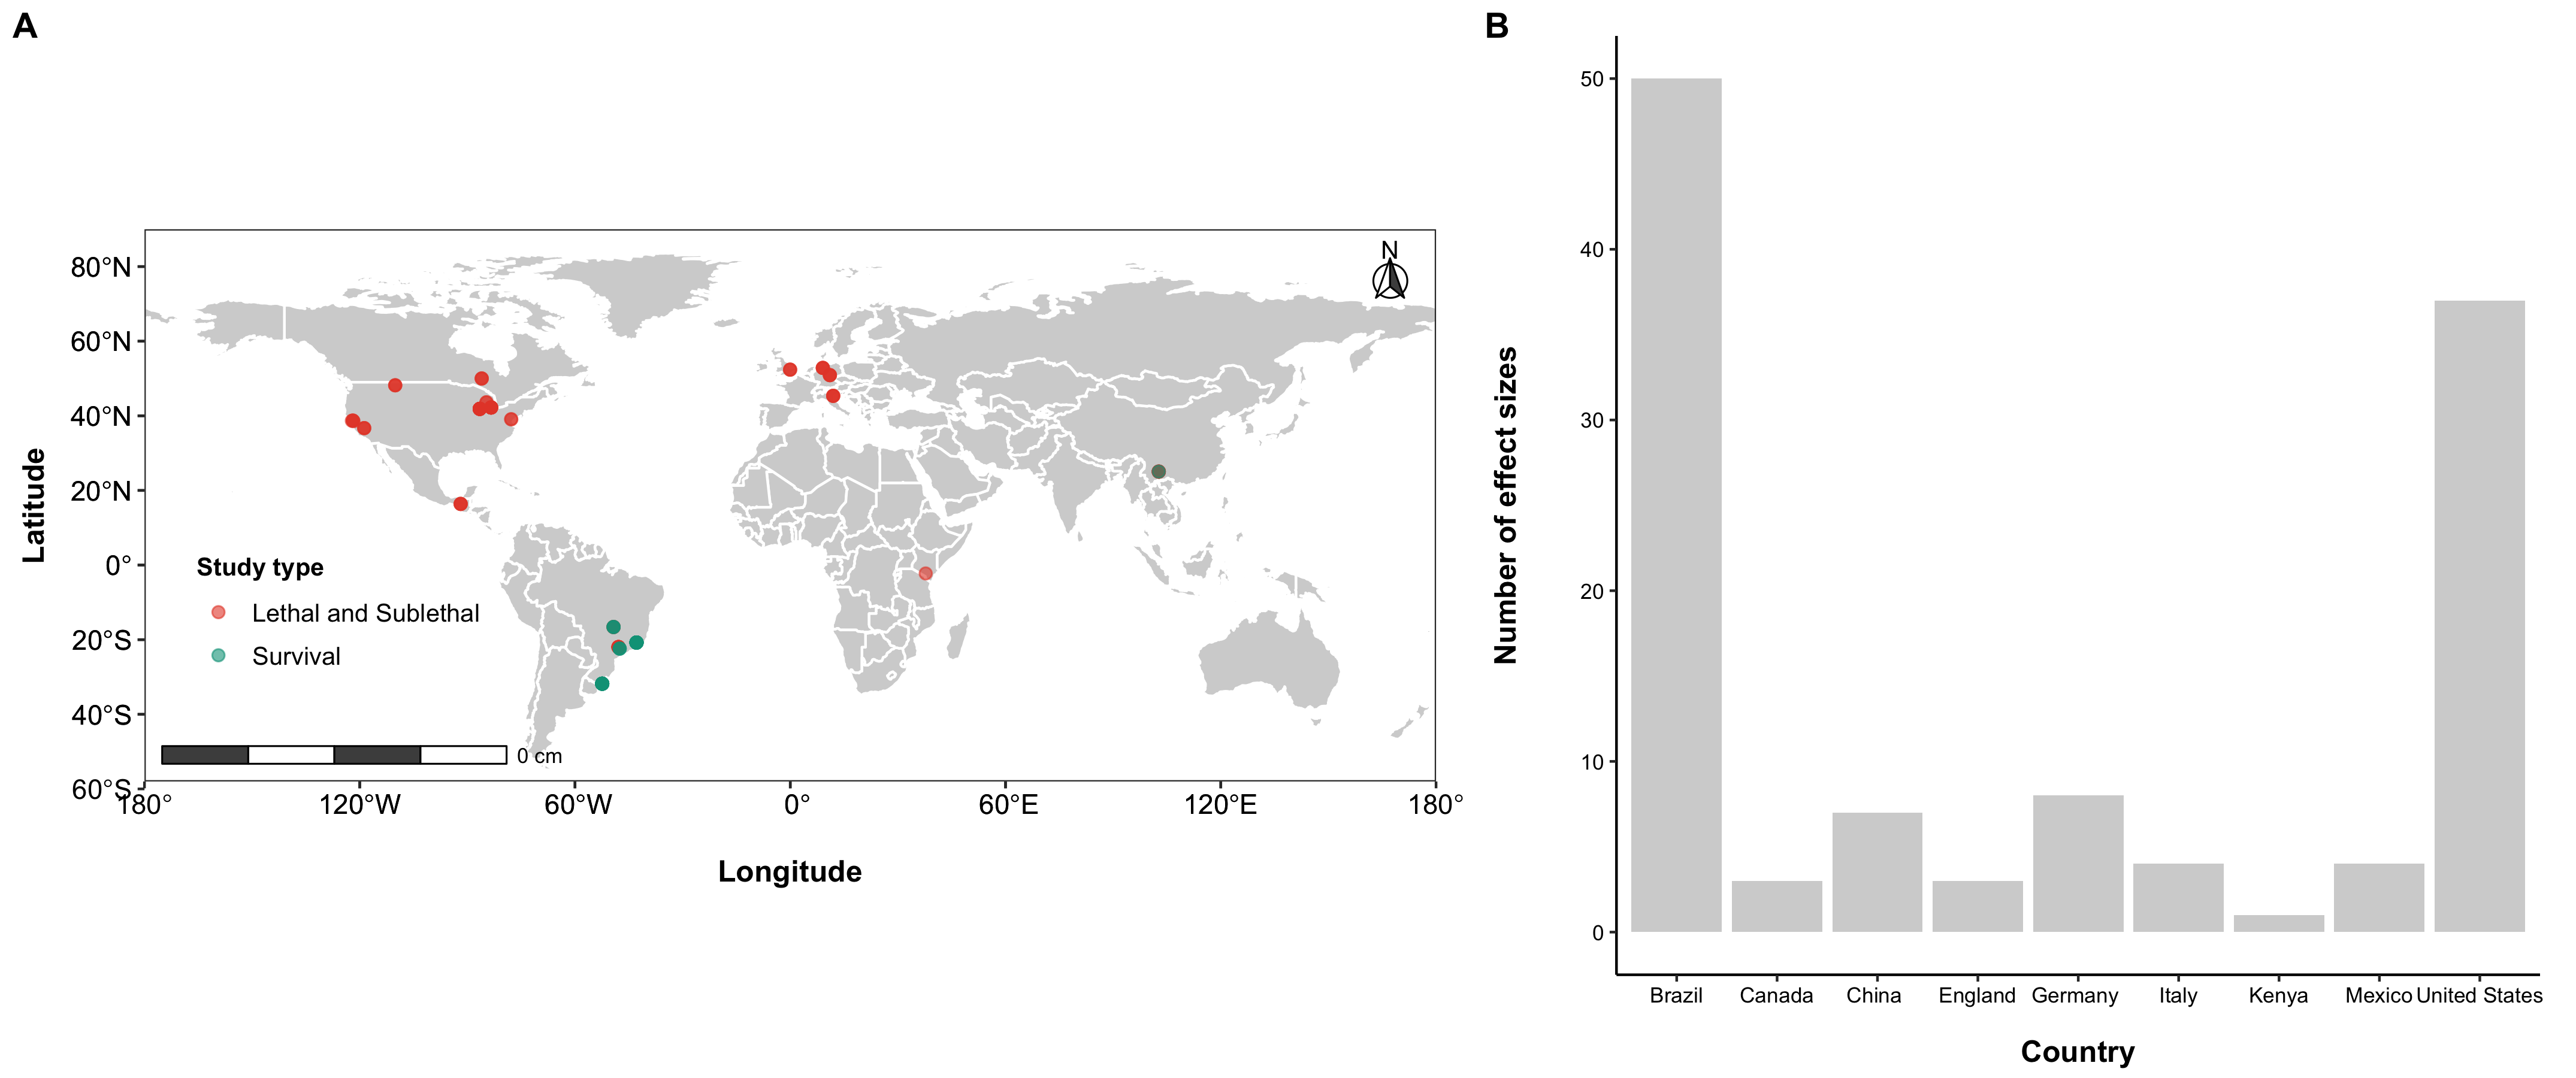 A
80°N
60°N
40°N
20°N
0°
20°S
40°S
60°S
Latitude
N
Study type
Lethal and Sublethal
Survival
0 cm
180°
120°W
60°W
0°
60°E
120°E
180°
Longitude
B
50
40
30
20
10
0
Number of effect sizes
Brazil
Canada
China
England
Germany
Italy
Kenya
Mexico
United States
Country